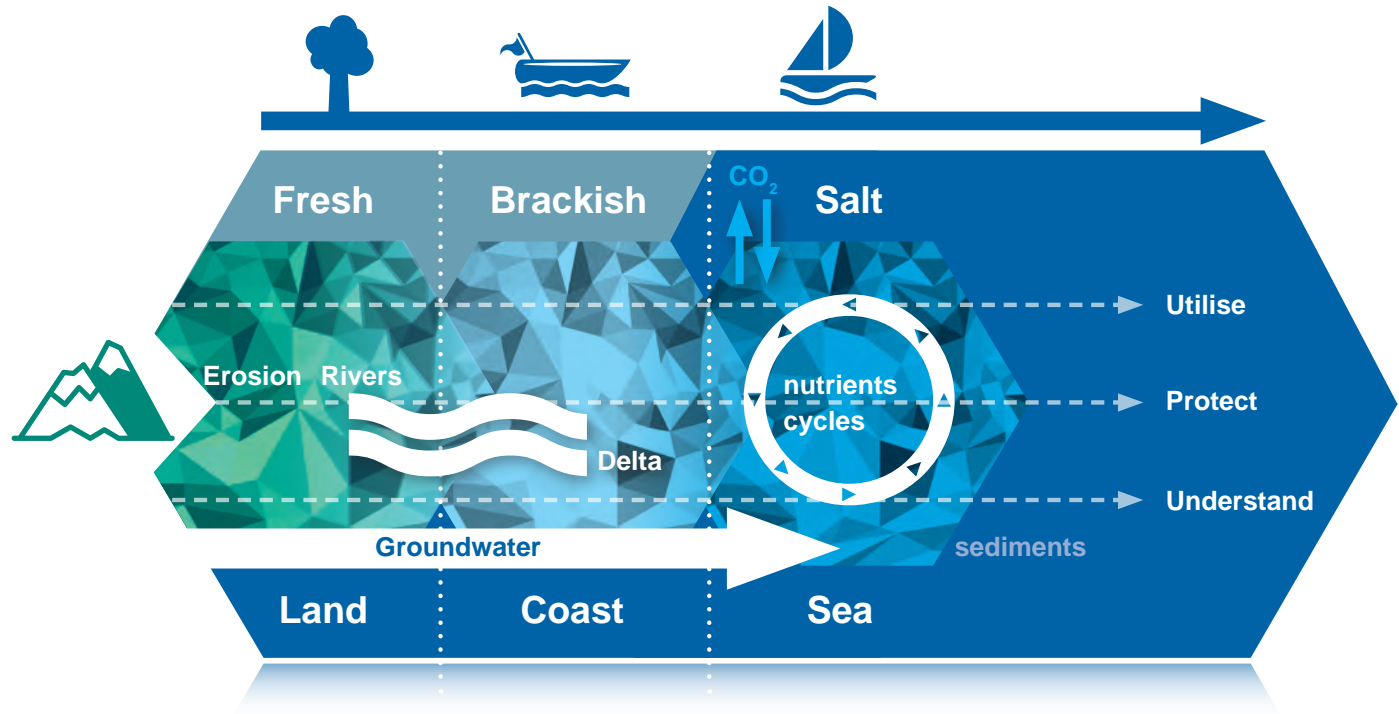 Fresh
Brackish
CO₂
Salt
Utilise
Erosion Rivers
nutrients
cycles
Protect
Delta
Understand
Groundwater
sediments
Land
Coast
Sea